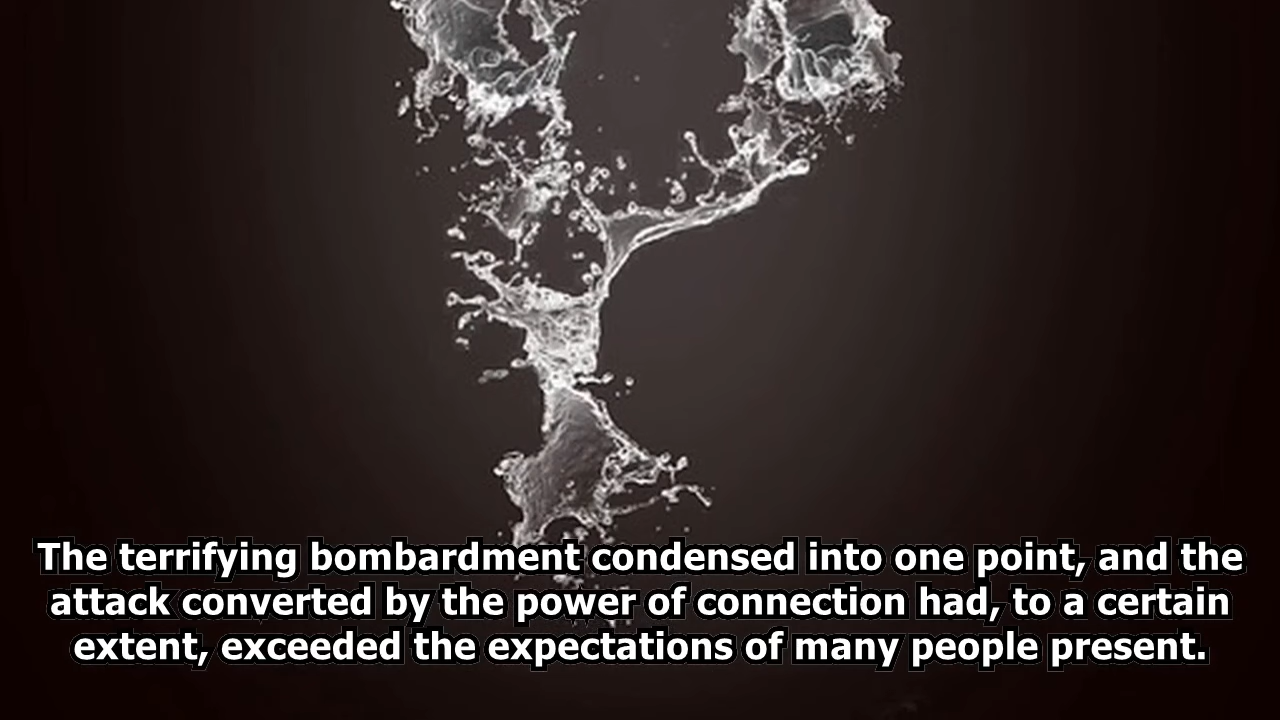 The terrifying bombardment condensed into one point, and the
attack converted by the power of connection had, to a certain
extent, exceeded the expectations of many people present.